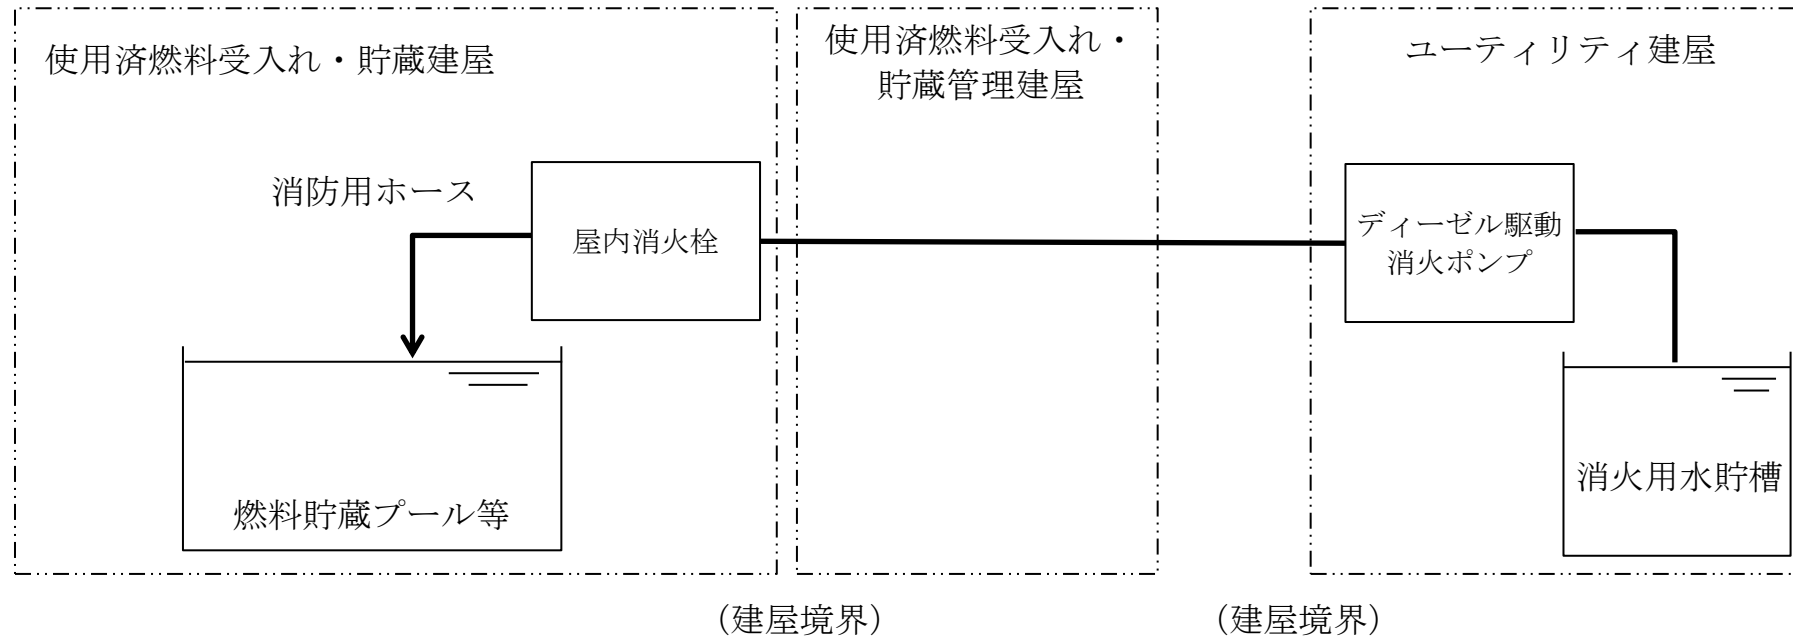 使用済燃料受入れ・貯蔵建屋
使用済燃料受入れ・
貯蔵管理建屋
ユーティリティ建屋
消防用ホース
屋内消火栓
ディーゼル駆動
消火ポンプ
燃料貯蔵プール等
消火用水貯槽
（建屋境界）
（建屋境界）